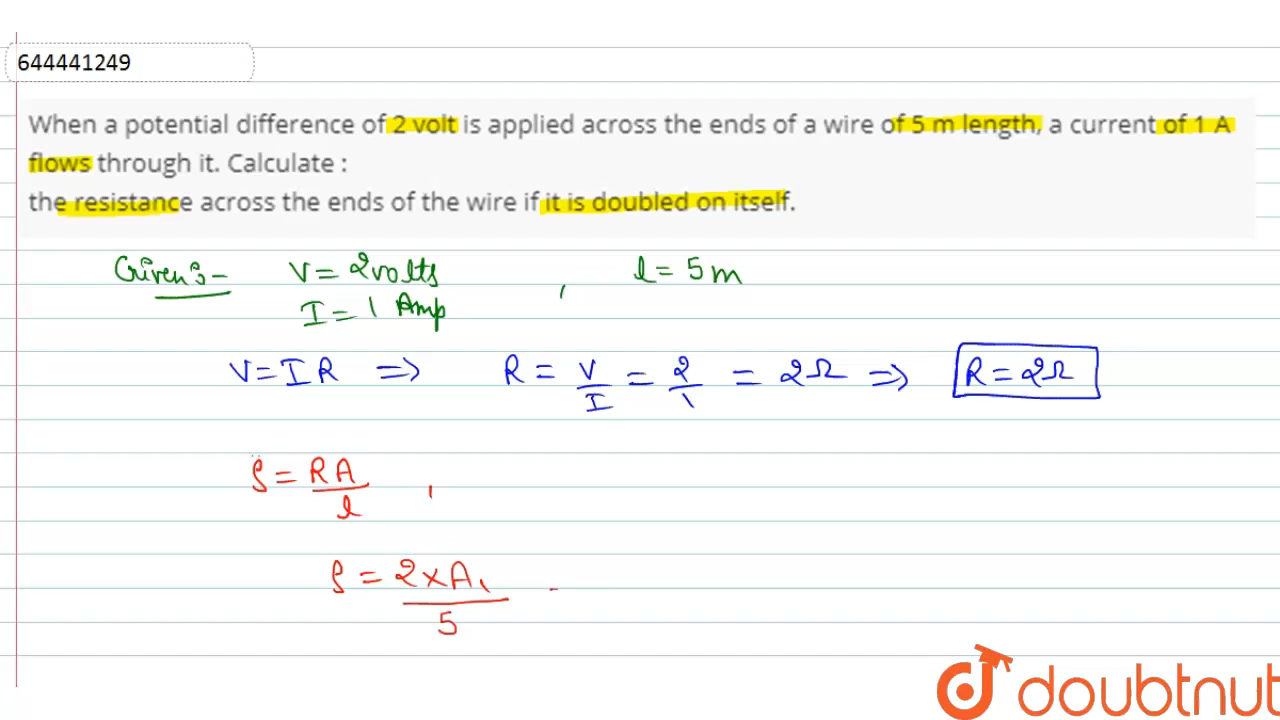 644441249
When a potential difference of 2 volt is applied across the ends of a wire of 5 m length, a current of 1 A
flows through it. Calculate :
the resistance across the ends of the wire if it is doubled on itself.
Given:- V = 2 volts , l = 5 m
I = 1 Amp
V = I R ⇒ R = V/I = 2/1 = 2Ω ⇒ R = 2Ω
ρ = RA/l ,
ρ = 2×A₁/5 -
doubtnut